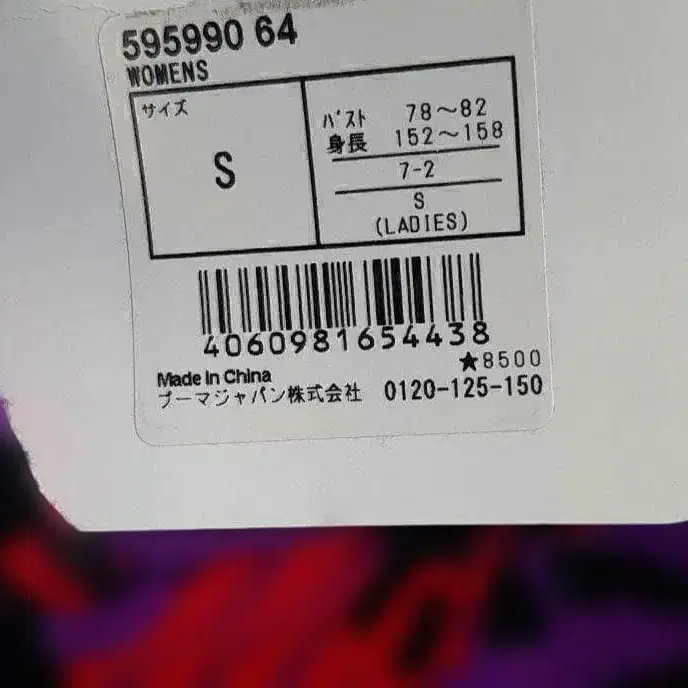 595990 64
WOMENS
サイズ
S
バスト 78～82
身長 152～158
7-2
S
(LADIES)
4060981654438
★8500
Made In China
プーマジャパン株式会社 0120-125-150